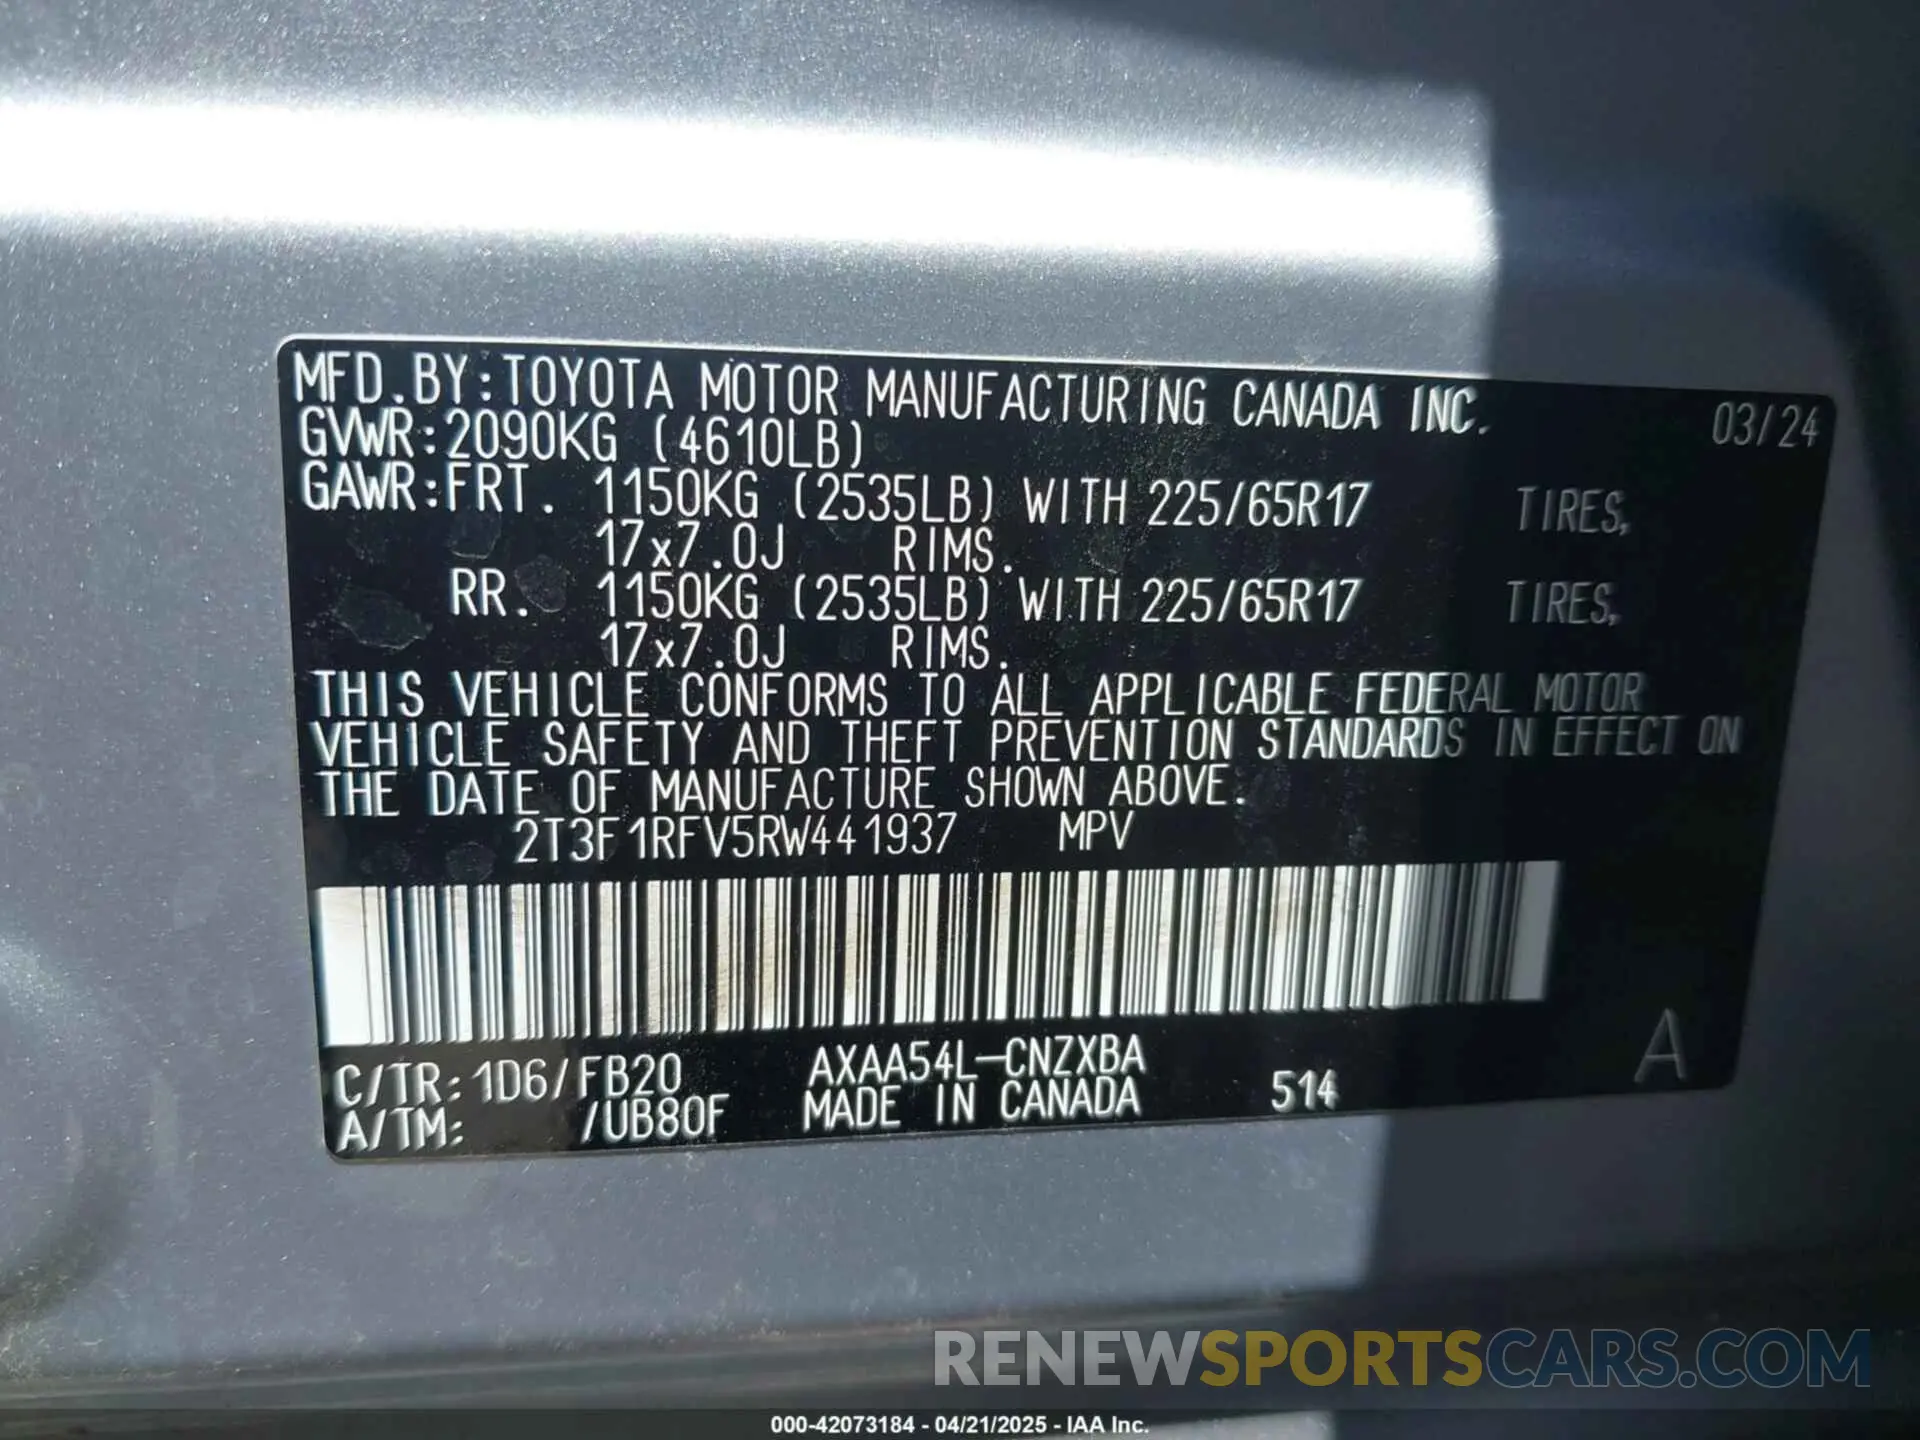 MFD.BY:TOYOTA MOTOR MANUFACTURING CANADA INC. 03/24
GVWR:2090KG (4610LB)
GAWR:FRT. 1150KG (2535LB) WITH 225/65R17 TIRES,
17x7.0J RIMS.
RR. 1150KG (2535LB) WITH 225/65R17 TIRES,
17x7.0J RIMS.
THIS VEHICLE CONFORMS TO ALL APPLICABLE FEDERAL MOTOR
VEHICLE SAFETY AND THEFT PREVENTION STANDARDS IN EFFECT ON
THE DATE OF MANUFACTURE SHOWN ABOVE.
2T3F1RFV5RW441937 MPV
C/TR:1D6/FB20 AXAA54L-CNZXBA
A/TM: /UB80F MADE IN CANADA 514 A
RENEWSPORTSCARS.COM
000-42073184 - 04/21/2025 - IAA Inc.